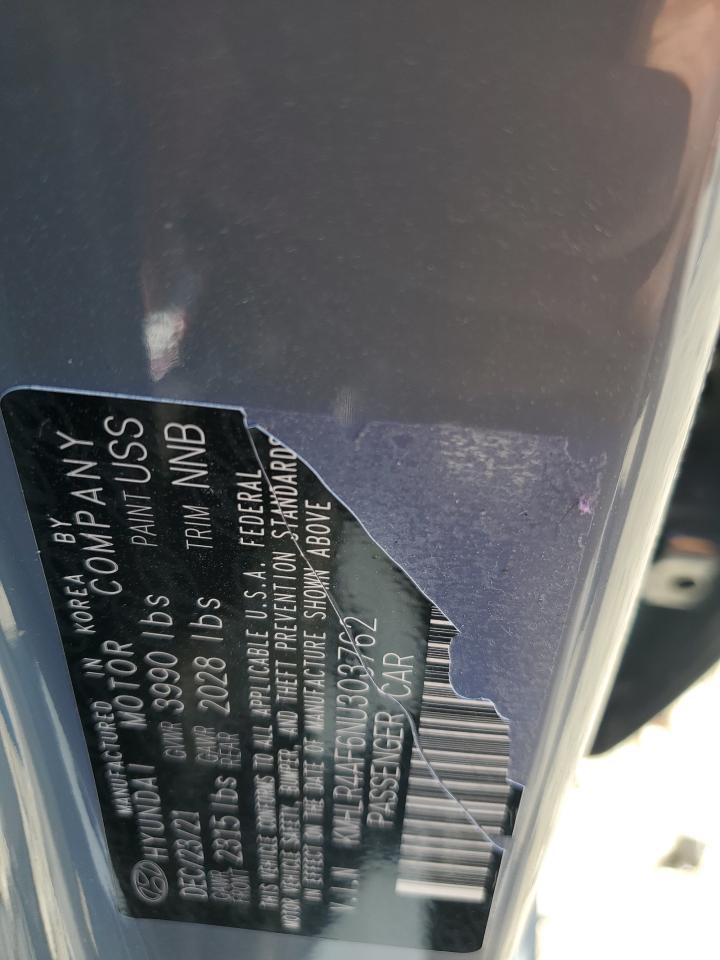 MANUFACTURED IN KOREA BY
HYUNDAI MOTOR COMPANY
DEC/23/21 GVWR 3990 lbs PAINT USS
GAWR FRONT 2315 lbs GAWR REAR 2028 lbs TRIM NNB
THIS VEHICLE CONFORMS TO ALL APPLICABLE U.S.A. FEDERAL
MOTOR VEHICLE SAFETY, BUMPER, AND THEFT PREVENTION STANDARDS
IN EFFECT ON THE DATE OF MANUFACTURE SHOWN ABOVE
V.I.N KMHLR4AF6NU303762
PASSENGER CAR